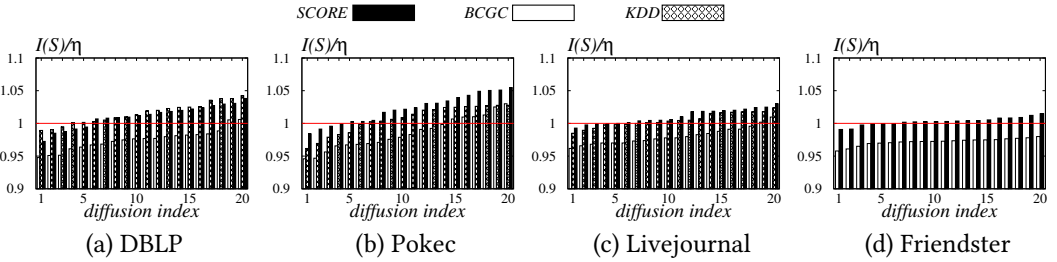 SCORE BCGC KDD
I(S)/η I(S)/η I(S)/η I(S)/η
1.1 1.1 1.1 1.1
1.05 1.05 1.05 1.05
1 1 1 1
0.95 0.95 0.95 0.95
0.9 0.9 0.9 0.9
1 5 10 15 20 1 5 10 15 20 1 5 10 15 20 1 5 10 15 20
diffusion index diffusion index diffusion index diffusion index
(a) DBLP (b) Pokec (c) Livejournal (d) Friendster